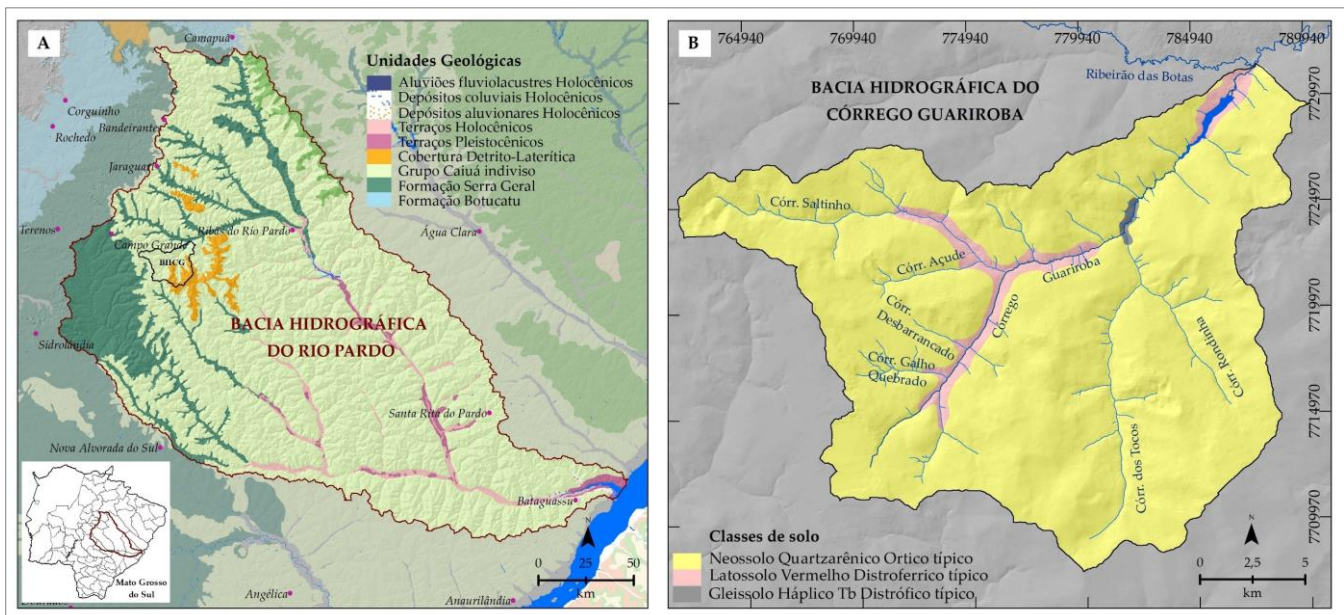 A
Camapuã
Unidades Geológicas
Aluviões fluviolacustres Holocênicos
Depósitos coluviais Holocênicos
Depósitos aluvionares Holocênicos
Terraços Holocênicos
Terraços Pleistocênicos
Cobertura Detrito-Laterítica
Grupo Caiuá indiviso
Formação Serra Geral
Formação Botucatu
Corguinho
Bandeirantes
Rochedo
Jaraguari
Terenos
Campo Grande
Ribas do Rio Pardo
Água Clara
BHCG
BACIA HIDROGRÁFICA
DO RIO PARDO
Sidrolândia
Santa Rita do Pardo
Nova Alvorada do Sul
Bataguassu
Mato Grosso
do Sul
Angélica
Anaurilândia
N
0 25 50
km
B
764940 769940 774940 779940 784940 789940
BACIA HIDROGRÁFICA DO
CÓRREGO GUARIROBA
Ribeirão das Botas
7729970
7724970
7719970
7714970
7709970
Córr. Saltinho
Córr. Açude
Guariroba
Córrego
Córr.
Desbarrancado
Córr. Galho
Quebrado
Córr. Rondinha
Córr. dos Tocos
Classes de solo
Neossolo Quartzarênico Ortico típico
Latossolo Vermelho Distroferrico típico
Gleissolo Háplico Tb Distrófico típico
N
0 2,5 5
km